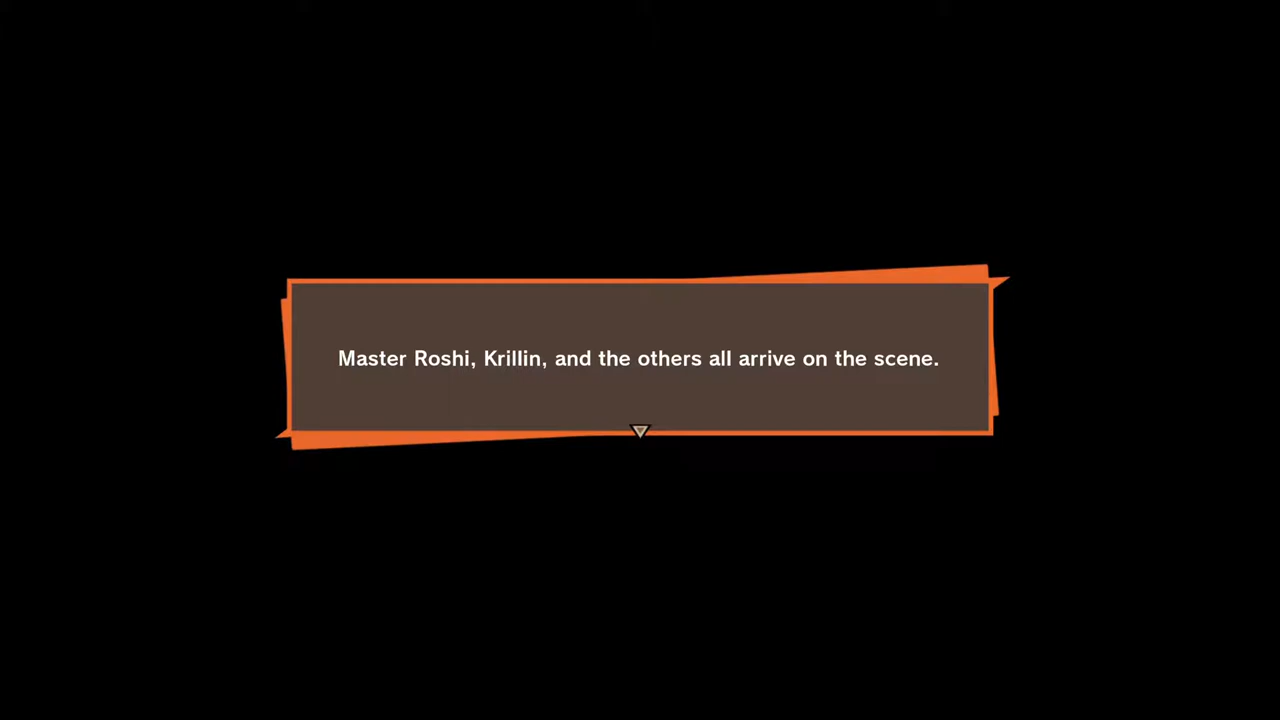 Master Roshi, Krillin, and the others all arrive on the scene.